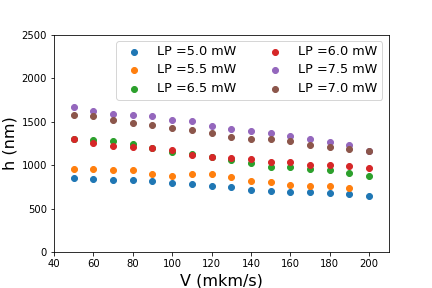 2500
2000
1500
1000
500
0
h (nm)
LP =5.0 mW
LP =5.5 mW
LP =6.5 mW
LP =6.0 mW
LP =7.5 mW
LP =7.0 mW
40 60 80 100 120 140 160 180 200
V (mkm/s)